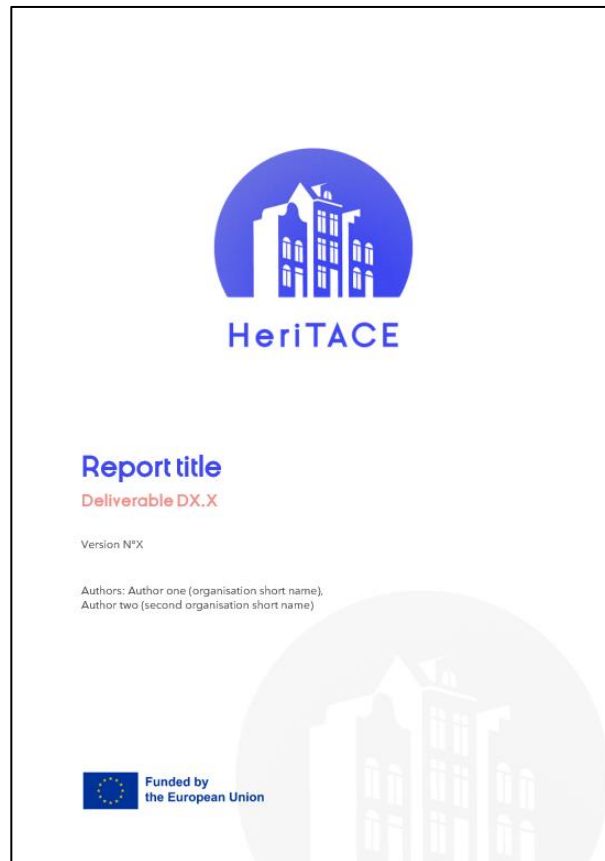 HeriTACE
Report title
Deliverable DX.X
Version N°X
Authors: Author one (organisation short name),
Author two (second organisation short name)
Funded by
the European Union